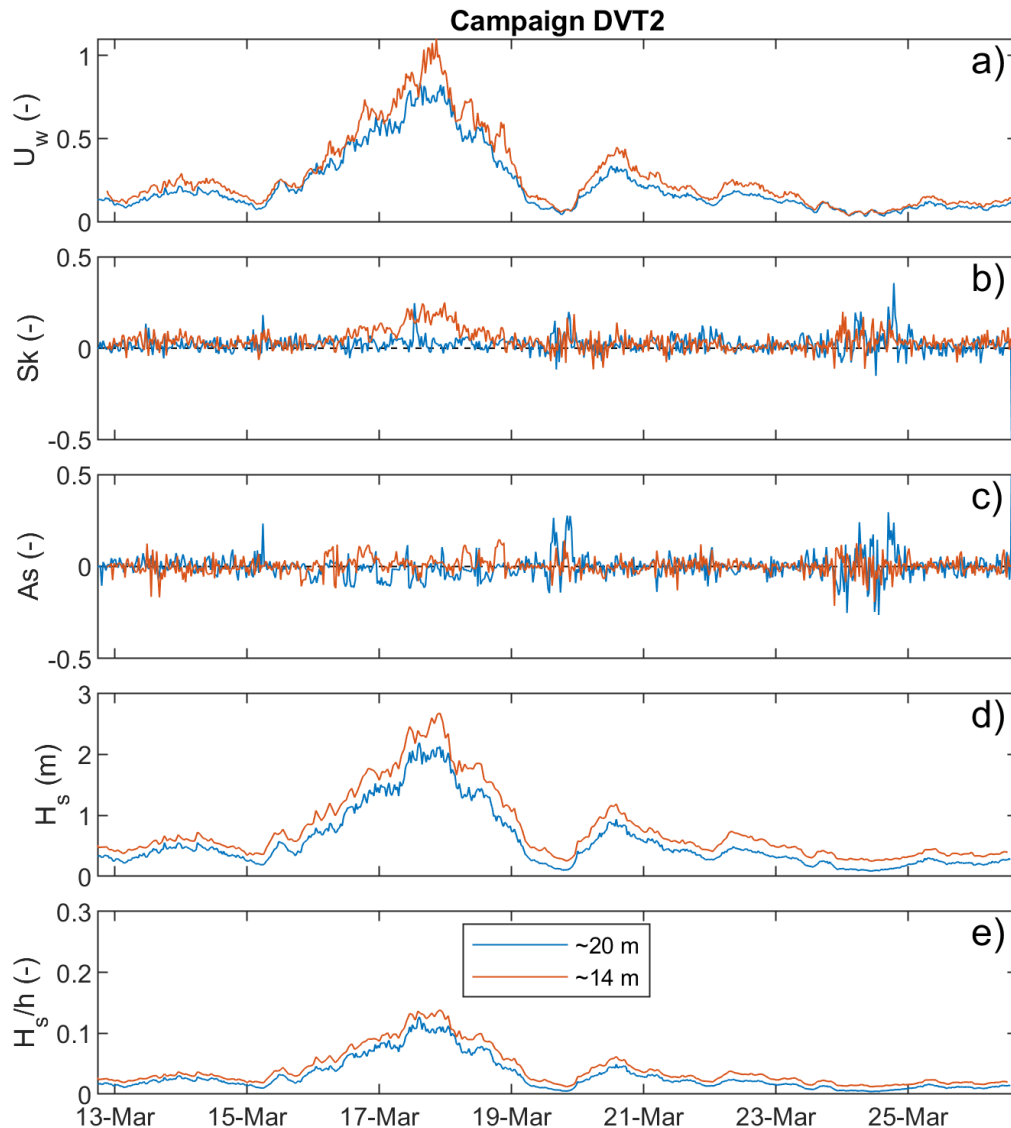 Campaign DVT2
a)
1
0.5
0
U_w (-)
b)
0.5
0
-0.5
Sk (-)
c)
0.5
0
-0.5
As (-)
d)
3
2
1
0
H_s (m)
e)
0.3
0.2
0.1
0
H_s/h (-)
~20 m
~14 m
13-Mar 15-Mar 17-Mar 19-Mar 21-Mar 23-Mar 25-Mar